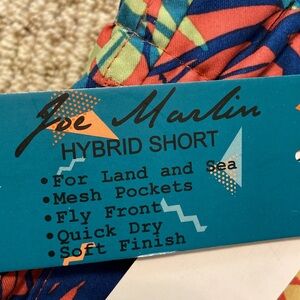 Joe Marlin
HYBRID SHORT
•For Land and Sea
•Mesh Pockets
•Fly Front
•Quick Dry
•Soft Finish